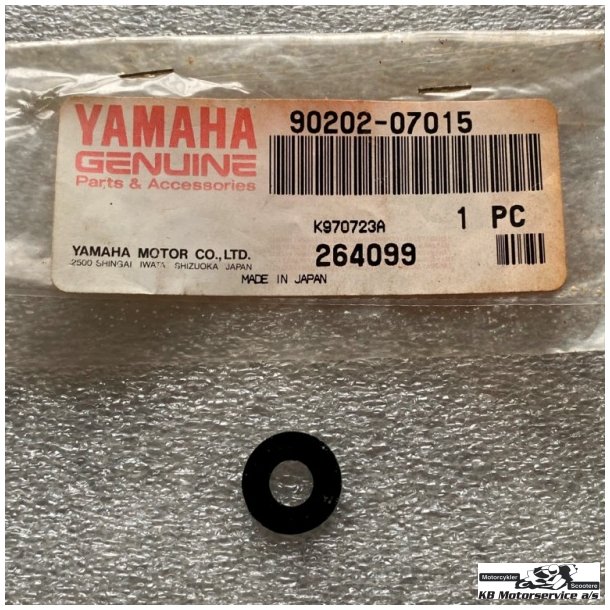 YAMAHA
GENUINE
Parts & Accessories
90202-07015
K970723A
1 PC
YAMAHA MOTOR CO.,LTD.
2500 SHINGAI IWATA SHIZUOKA JAPAN
264099
MADE IN JAPAN
Motorcykler
Scootere
KB Motorservice a/s